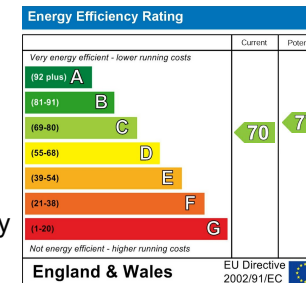 Energy Efficiency Rating
Current
Very energy efficient - lower running costs
(92 plus) A
(81-91) B
(69-80) C
(55-68) D
(39-54) E
(21-38) F
(1-20) G
70
Not energy efficient - higher running costs
England & Wales
EU Directive
2002/91/EC